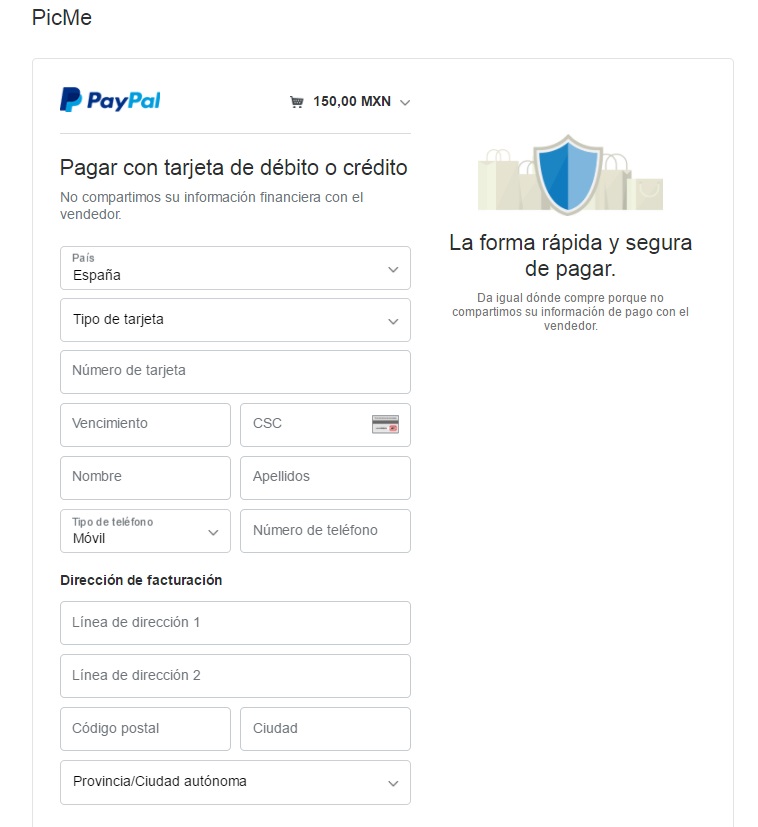 PicMe
PayPal
150,00 MXN
Pagar con tarjeta de débito o crédito
No compartimos su información financiera con el
vendedor.
País
España
Tipo de tarjeta
Número de tarjeta
Vencimiento
CSC
Nombre
Apellidos
Tipo de teléfono
Móvil
Número de teléfono
Dirección de facturación
Línea de dirección 1
Línea de dirección 2
Código postal
Ciudad
Provincia/Ciudad autónoma
La forma rápida y segura
de pagar.
Da igual dónde compre porque no
compartimos su información de pago con el
vendedor.